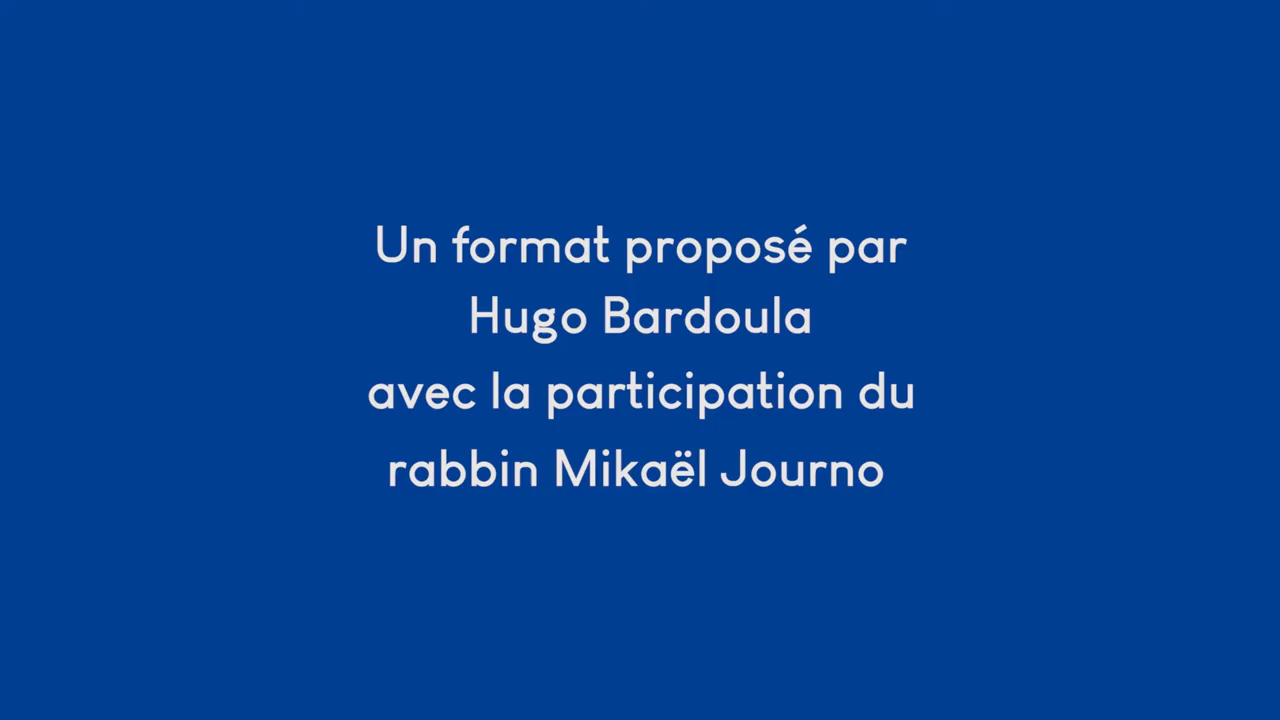 Un format proposé par
Hugo Bardoula
avec la participation du
rabbin Mikaël Journo